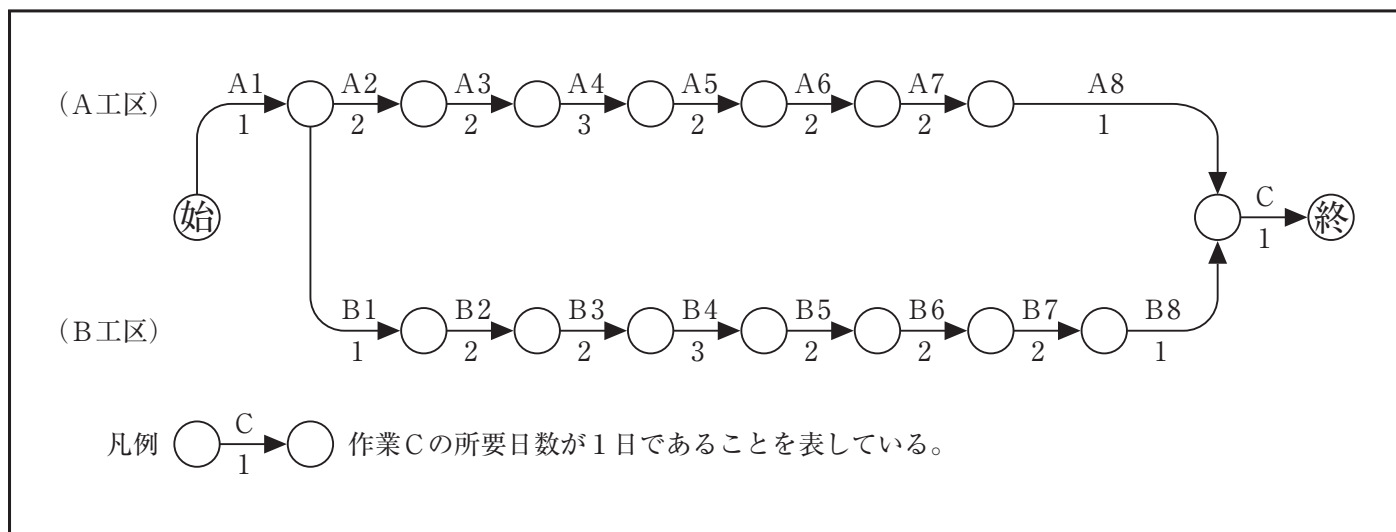 A1 A2 A3 A4 A5 A6 A7 A8
(A工区)
1 2 2 3 2 2 2 1
始 C 終
1
B1 B2 B3 B4 B5 B6 B7 B8
(B工区)
1 2 2 3 2 2 2 1
凡例 C 作業Cの所要日数が1日であることを表している。
1